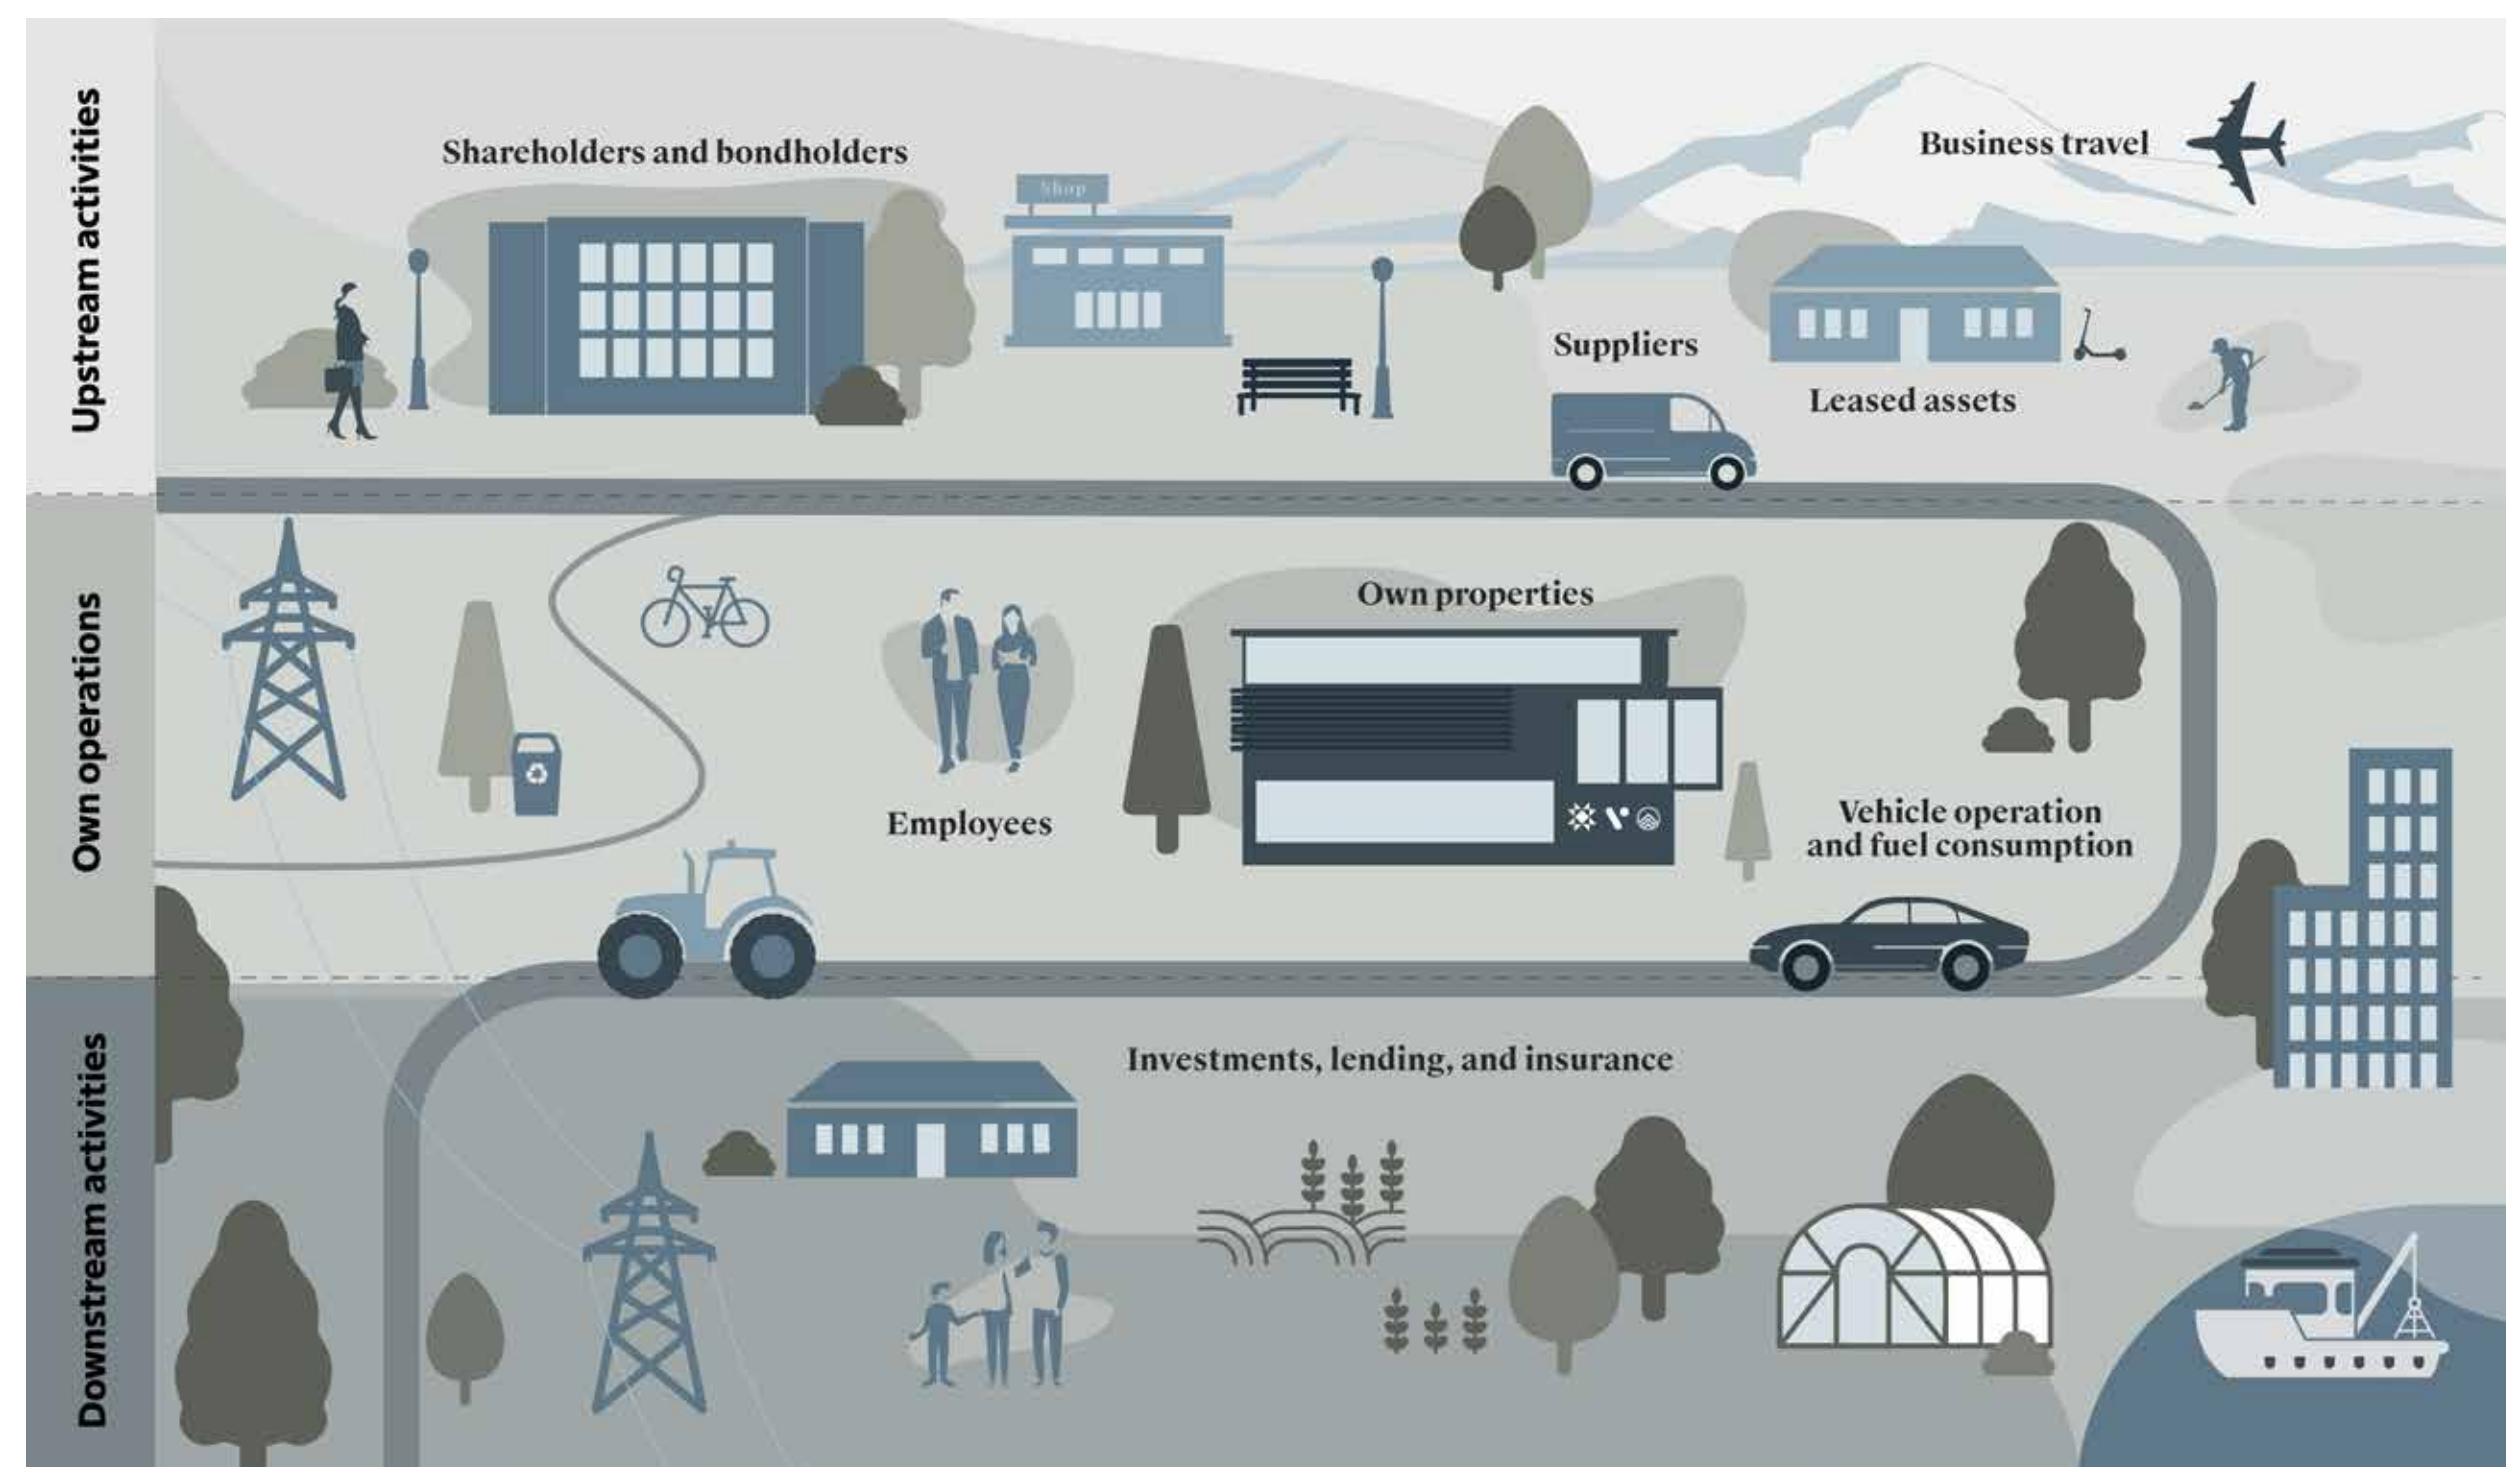 Upstream activities
Shareholders and bondholders
Shop
Business travel
Suppliers
Leased assets
Own operations
Employees
Own properties
Vehicle operation
and fuel consumption
Downstream activities
Investments, lending, and insurance